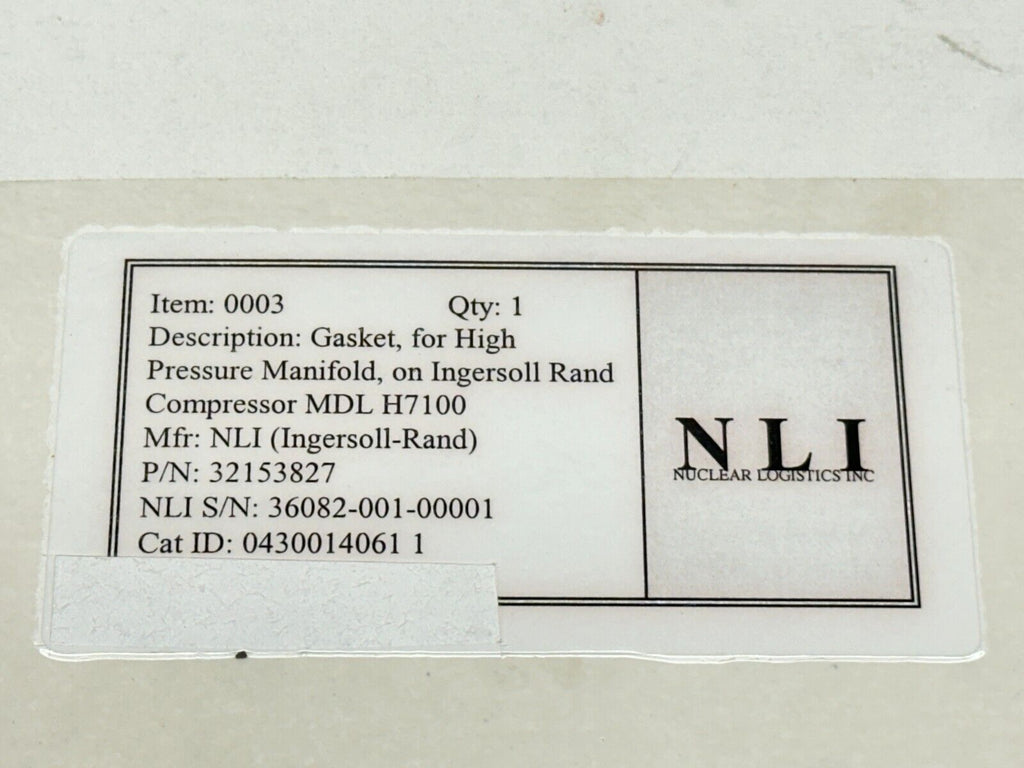 Item: 0003 Qty: 1
Description: Gasket, for High
Pressure Manifold, on Ingersoll Rand
Compressor MDL H7100
Mfr: NLI (Ingersoll-Rand)
P/N: 32153827
NLI S/N: 36082-001-00001
Cat ID: 0430014061 1
NLI
NUCLEAR LOGISTICS INC